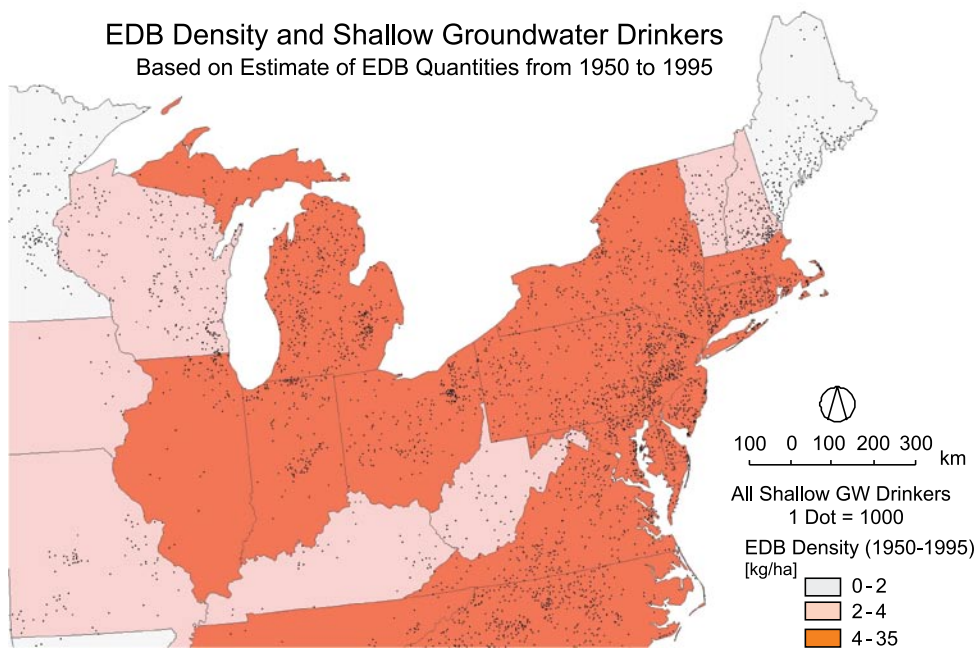 EDB Density and Shallow Groundwater Drinkers
Based on Estimate of EDB Quantities from 1950 to 1995
100 0 100 200 300 km
All Shallow GW Drinkers
1 Dot = 1000
EDB Density (1950-1995)
[kg/ha]
0-2
2-4
4-35